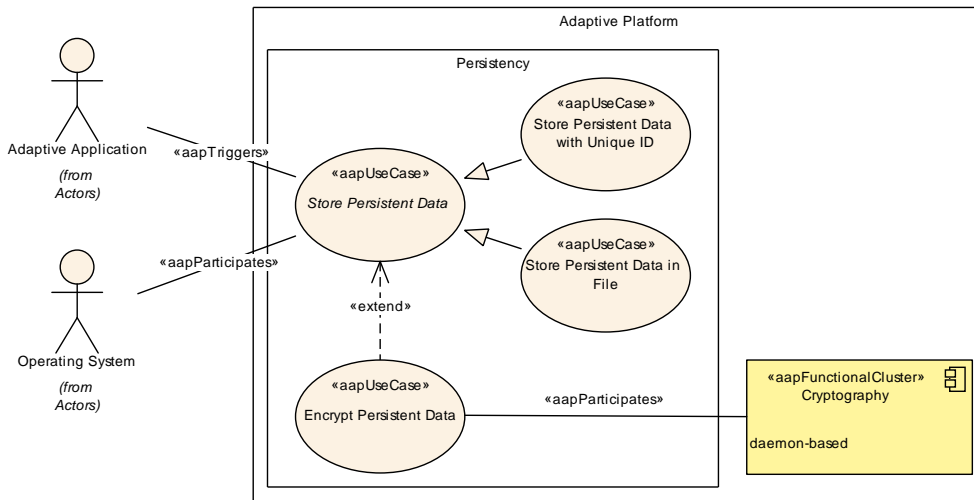 Adaptive Platform
Persistency
«aapUseCase»
Store Persistent Data
with Unique ID
Adaptive Application
(from
Actors)
«aapTriggers»
«aapUseCase»
Store Persistent Data
«aapUseCase»
Store Persistent Data in
File
«aapParticipates»
Operating System
(from
Actors)
«extend»
«aapUseCase»
Encrypt Persistent Data
«aapParticipates»
«aapFunctionalCluster»
Cryptography
daemon-based